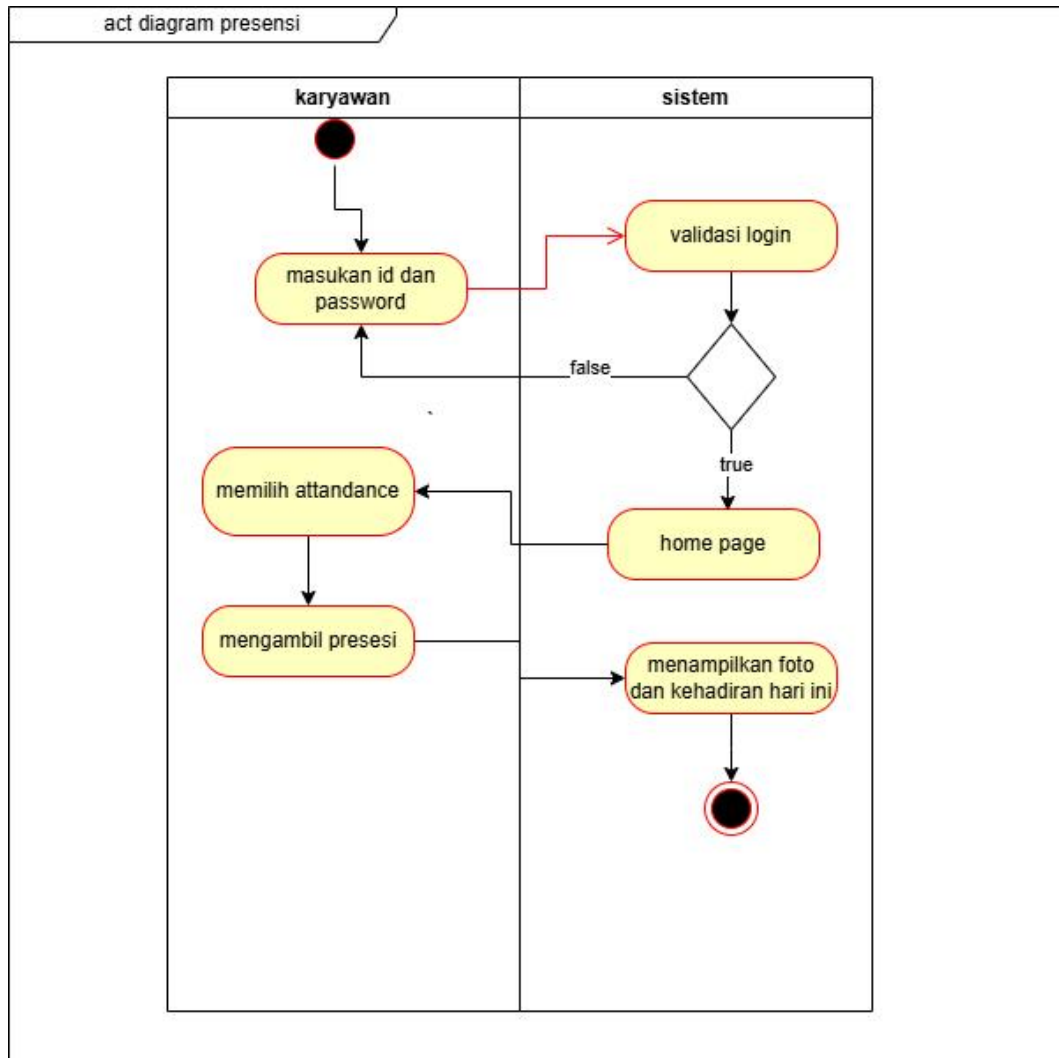 act diagram presensi
karyawan
sistem
masukan id dan
password
validasi login
false
true
memilih attandance
home page
mengambil presesi
menampilkan foto
dan kehadiran hari ini